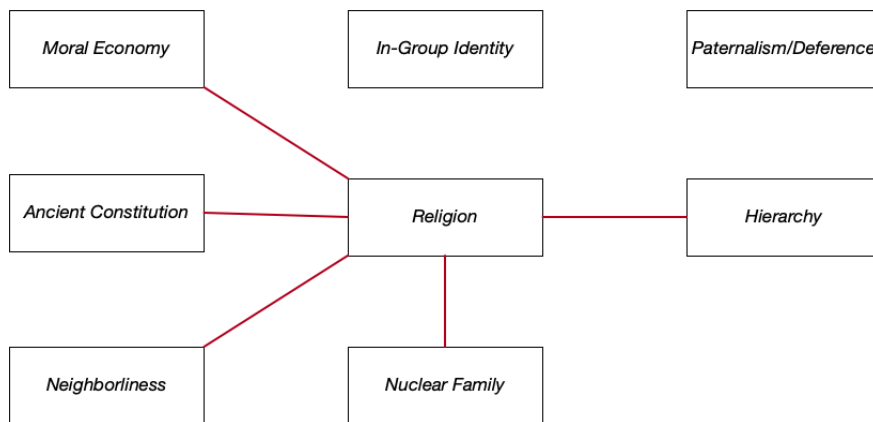 Moral Economy
In-Group Identity
Paternalism/Deference
Ancient Constitution
Religion
Hierarchy
Neighborliness
Nuclear Family